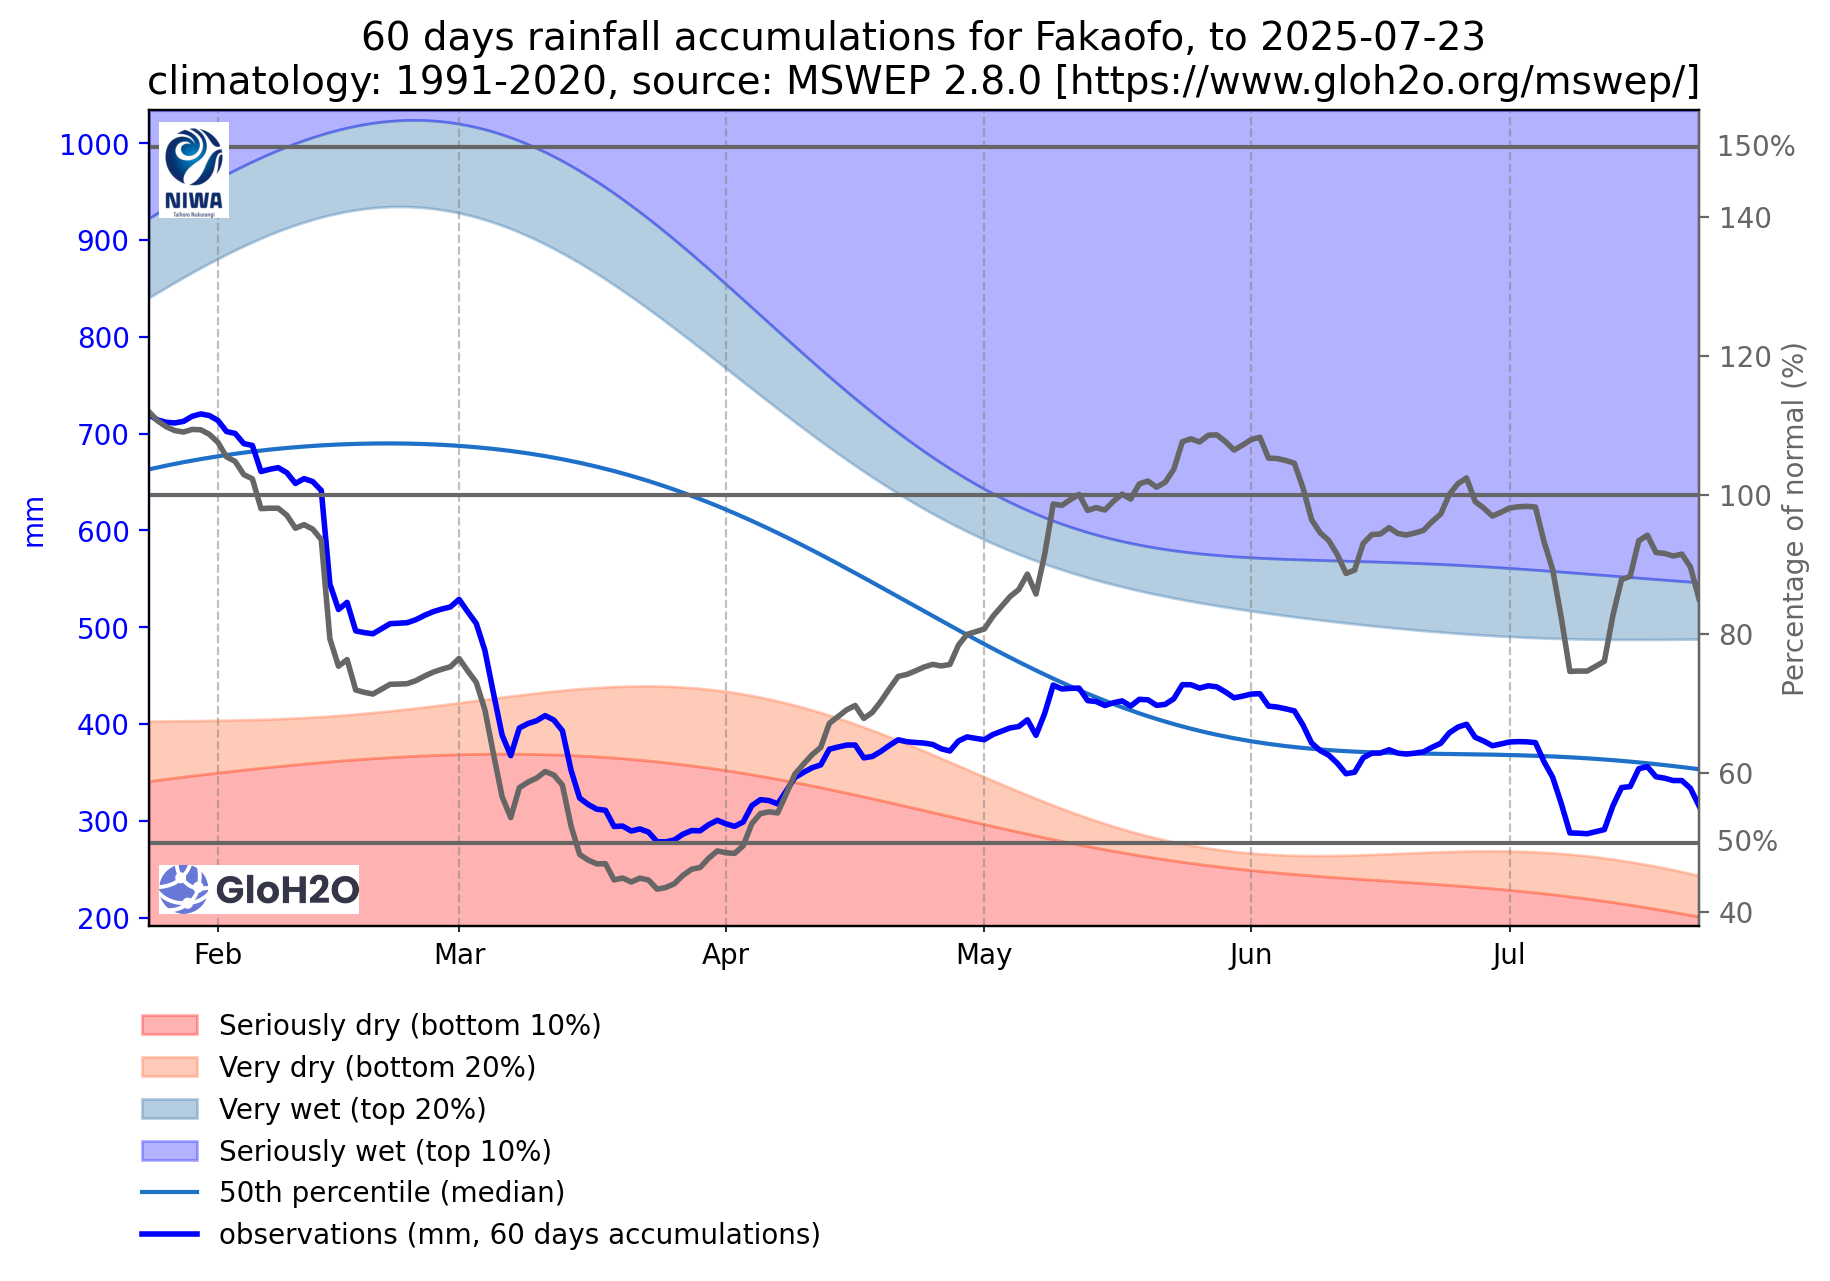 60 days rainfall accumulations for Fakaofo, to 2025-07-23
climatology: 1991-2020, source: MSWEP 2.8.0 [https://www.gloh2o.org/mswep/]
1000
900
800
700
600
500
400
300
200
mm
NIWA
Taihoro Nukurangi
GloH2O
150%
140
120
100
80
60
50%
40
Percentage of normal (%)
Feb
Mar
Apr
May
Jun
Jul
Seriously dry (bottom 10%)
Very dry (bottom 20%)
Very wet (top 20%)
Seriously wet (top 10%)
50th percentile (median)
observations (mm, 60 days accumulations)